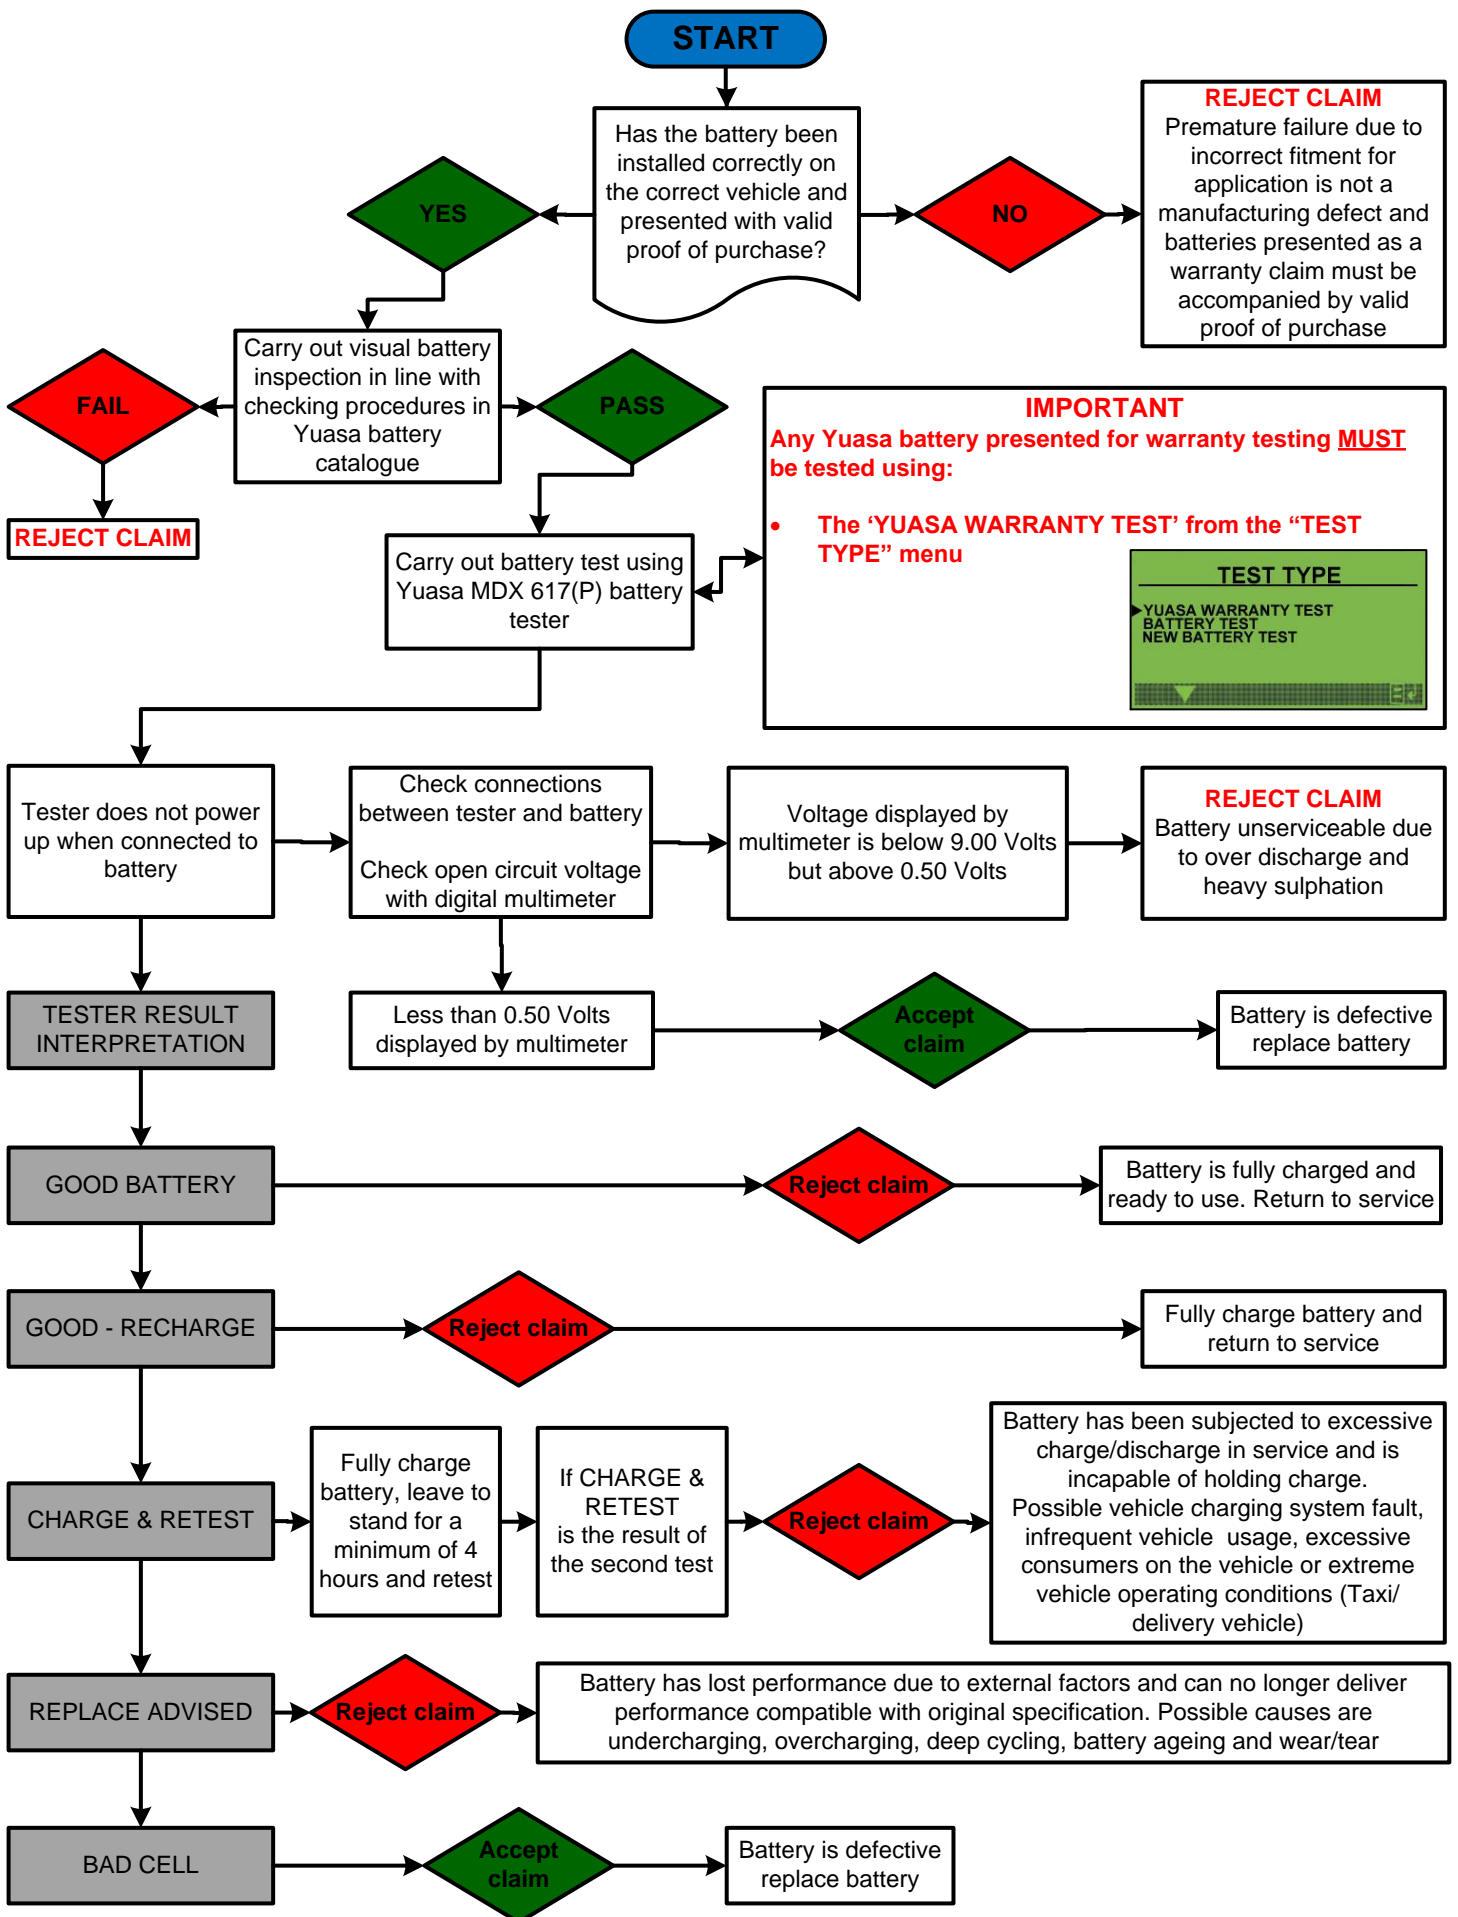 START
Has the battery been
installed correctly on
the correct vehicle and
presented with valid
proof of purchase?
YES
NO
REJECT CLAIM
Premature failure due to
incorrect fitment for
application is not a
manufacturing defect and
batteries presented as a
warranty claim must be
accompanied by valid
proof of purchase
Carry out visual battery
inspection in line with
checking procedures in
Yuasa battery
catalogue
FAIL
PASS
REJECT CLAIM
IMPORTANT
Any Yuasa battery presented for warranty testing MUST
be tested using:
• The ‘YUASA WARRANTY TEST’ from the “TEST
TYPE” menu
TEST TYPE
YUASA WARRANTY TEST
BATTERY TEST
NEW BATTERY TEST
Carry out battery test using
Yuasa MDX 617(P) battery
tester
Tester does not power
up when connected to
battery
Check connections
between tester and battery
Check open circuit voltage
with digital multimeter
Voltage displayed by
multimeter is below 9.00 Volts
but above 0.50 Volts
REJECT CLAIM
Battery unserviceable due
to over discharge and
heavy sulphation
TESTER RESULT
INTERPRETATION
Less than 0.50 Volts
displayed by multimeter
Accept
claim
Battery is defective
replace battery
GOOD BATTERY
Reject claim
Battery is fully charged and
ready to use. Return to service
GOOD - RECHARGE
Reject claim
Fully charge battery and
return to service
CHARGE & RETEST
Fully charge
battery, leave to
stand for a
minimum of 4
hours and retest
If CHARGE &
RETEST
is the result of
the second test
Reject claim
Battery has been subjected to excessive
charge/discharge in service and is
incapable of holding charge.
Possible vehicle charging system fault,
infrequent vehicle usage, excessive
consumers on the vehicle or extreme
vehicle operating conditions (Taxi/
delivery vehicle)
REPLACE ADVISED
Reject claim
Battery has lost performance due to external factors and can no longer deliver
performance compatible with original specification. Possible causes are
undercharging, overcharging, deep cycling, battery ageing and wear/tear
BAD CELL
Accept
claim
Battery is defective
replace battery